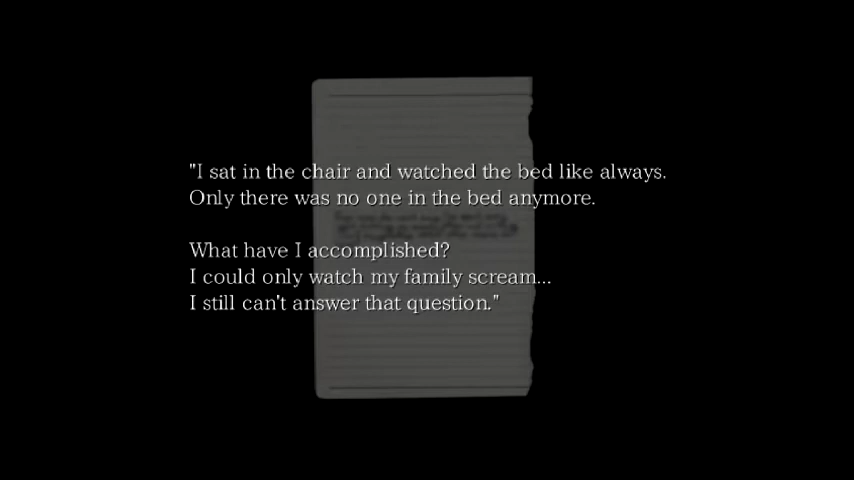 "I sat in the chair and watched the bed like always.
Only there was no one in the bed anymore.
What have I accomplished?
I could only watch my family scream...
I still can't answer that question."